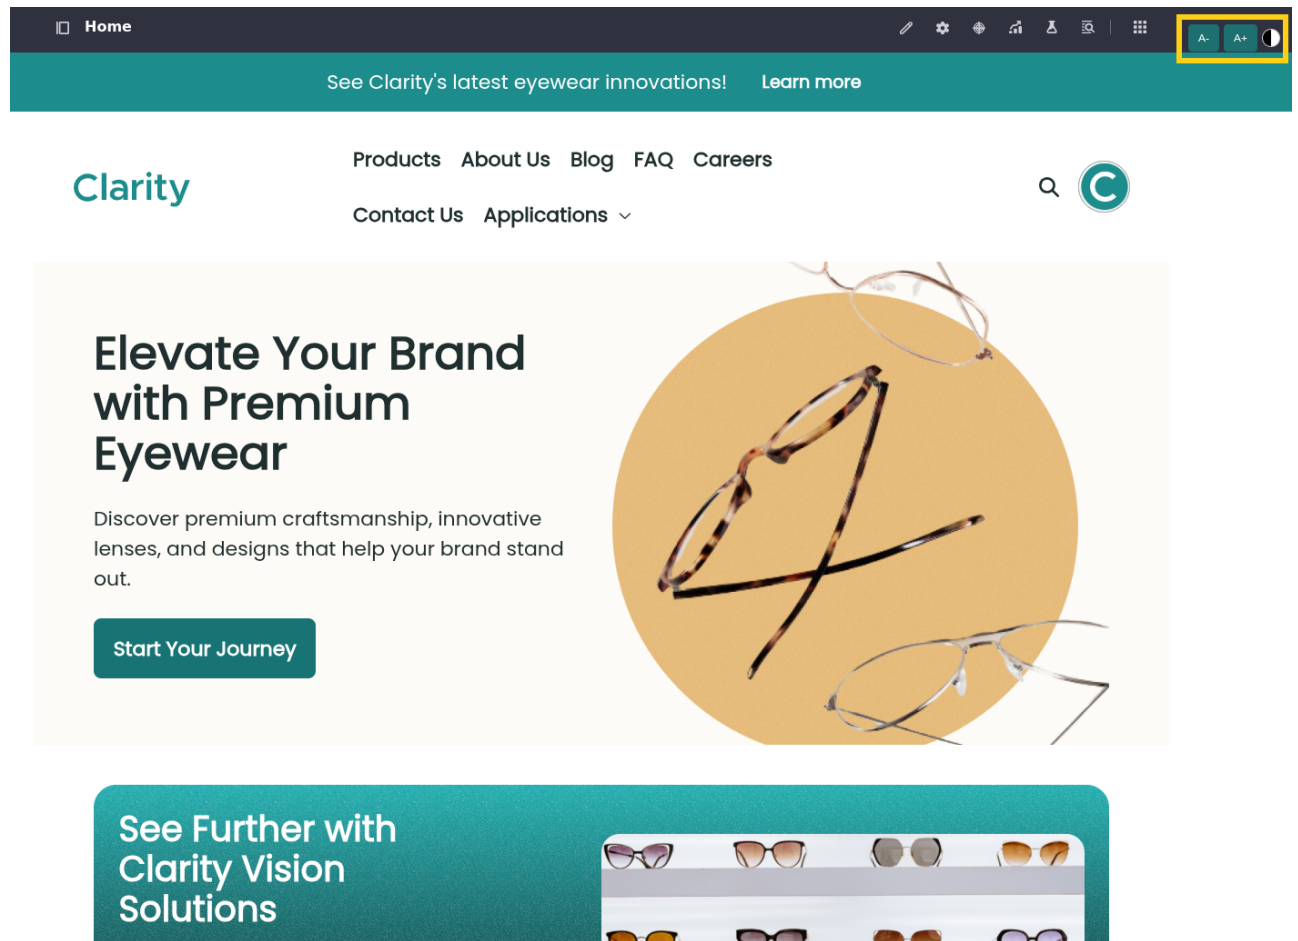 Home
A-
A+
See Clarity's latest eyewear innovations!
Learn more
Clarity
Products About Us Blog FAQ Careers
Contact Us Applications
C
Elevate Your Brand
with Premium
Eyewear
Discover premium craftsmanship, innovative
lenses, and designs that help your brand stand
out.
Start Your Journey
See Further with
Clarity Vision
Solutions